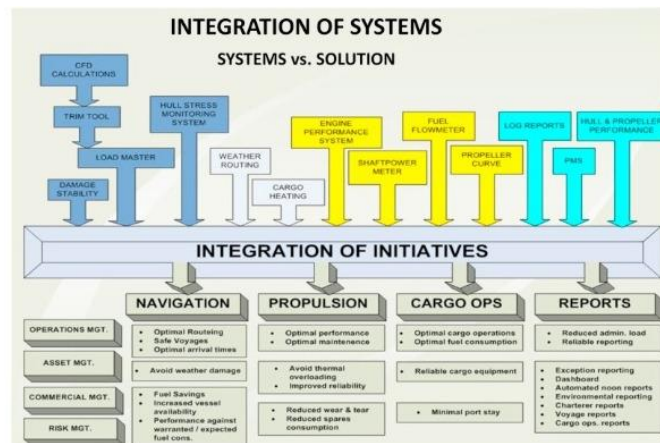 INTEGRATION OF SYSTEMS
SYSTEMS vs. SOLUTION
CFD
CALCULATIONS
TRIM TOOL
LOAD MASTER
DAMAGE
STABILITY
HULL STRESS
MONITORING
SYSTEM
WEATHER
ROUTING
CARGO
HEATING
ENGINE
PERFORMANCE
SYSTEM
SHAFTPOWER
METER
FUEL
FLOWMETER
PROPELLER
CURVE
LOG REPORTS
PMS
HULL & PROPELLER
PERFORMANCE
INTEGRATION OF INITIATIVES
NAVIGATION
PROPULSION
CARGO OPS
REPORTS
OPERATIONS MGT.
• Optimal Routeing
• Safe Voyages
• Optimal arrival times
• Optimal performance
• Optimal maintenence
• Optimal cargo operations
• Optimal fuel consumption
• Reduced admin. load
• Reliable reporting
ASSET MGT.
• Avoid weather damage
• Avoid thermal
overloading
• Improved reliability
• Reliable cargo equipment
• Exception reporting
• Dashboard
• Automated noon reports
• Environmental reporting
• Charterer reports
• Voyage reports
• Cargo ops. reports
COMMERCIAL MGT.
RISK MGT.
• Fuel Savings
• Increased vessel
availability
• Performance against
warranted / expected
fuel cons.
• Reduced wear & tear
• Reduced spares
consumption
• Minimal port stay